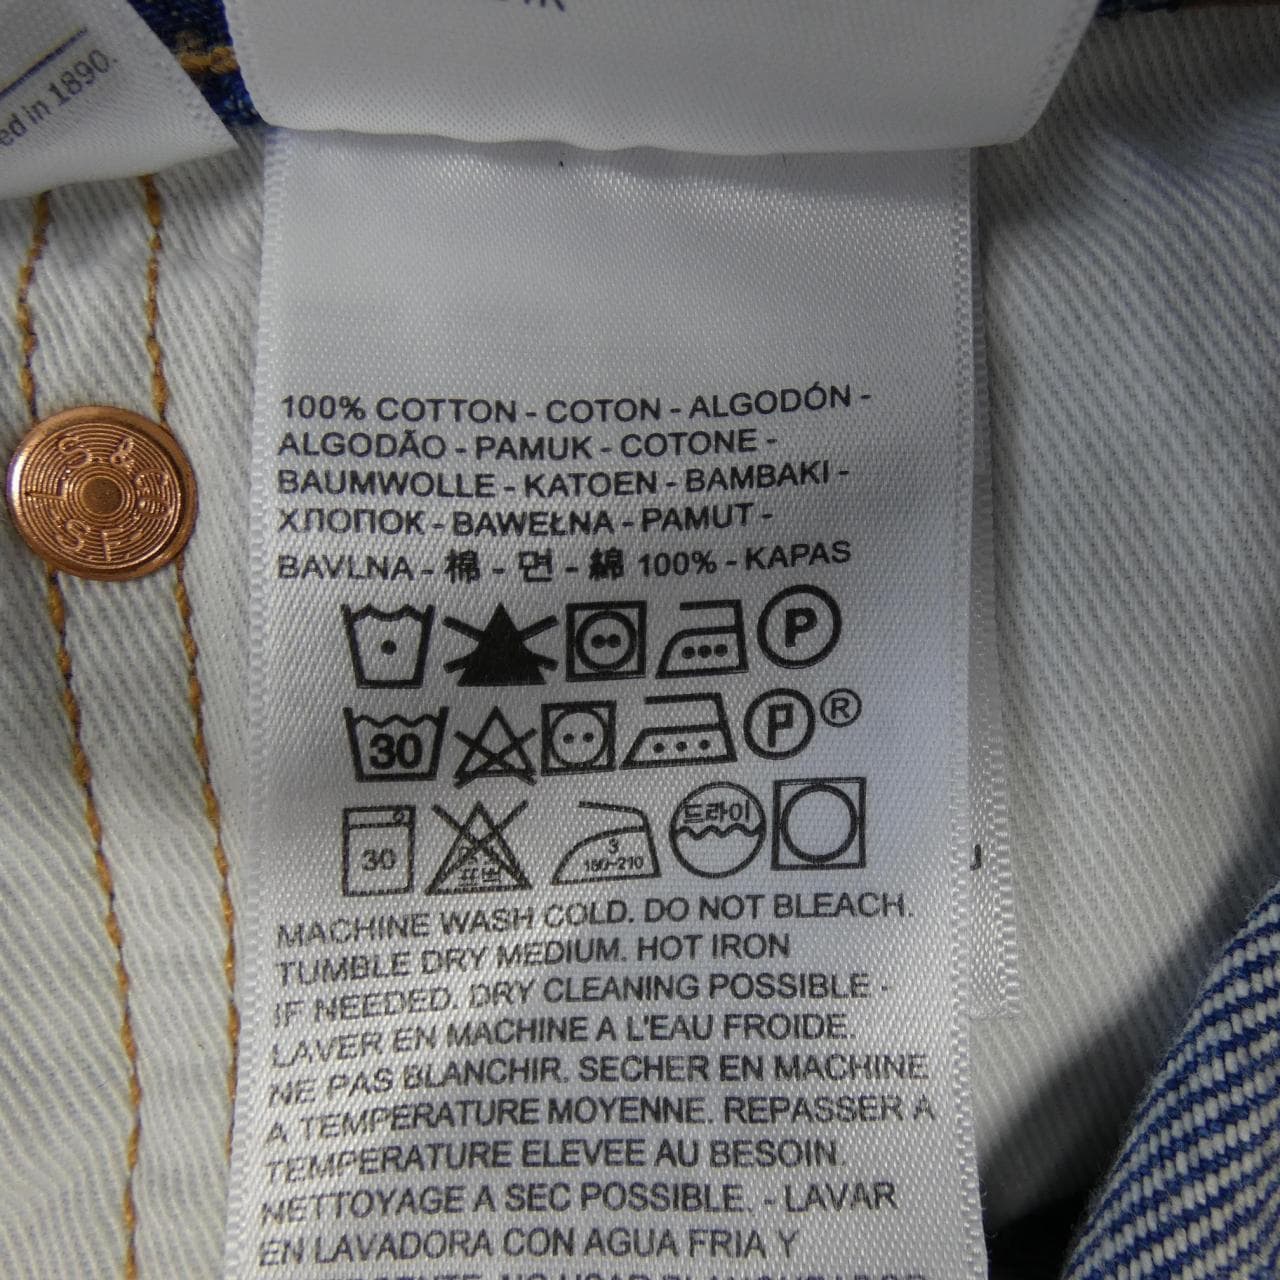 ed in 1890.
100% COTTON - COTON - ALGODÓN -
ALGODÃO - PAMUK - COTONE -
BAUMWOLLE - KATOEN - BAMBAKI -
ХЛОПОК - BAWEŁNA - PAMUT -
BAVLNA - 棉 - 면 - 綿 100% - KAPAS
P
30 P ®
30 3 180-210 드라이
MACHINE WASH COLD. DO NOT BLEACH.
TUMBLE DRY MEDIUM. HOT IRON
IF NEEDED. DRY CLEANING POSSIBLE -
LAVER EN MACHINE A L'EAU FROIDE.
NE PAS BLANCHIR. SECHER EN MACHINE
A TEMPERATURE MOYENNE. REPASSER A
TEMPERATURE ELEVEE AU BESOIN.
NETTOYAGE A SEC POSSIBLE. - LAVAR
EN LAVADORA CON AGUA FRIA Y